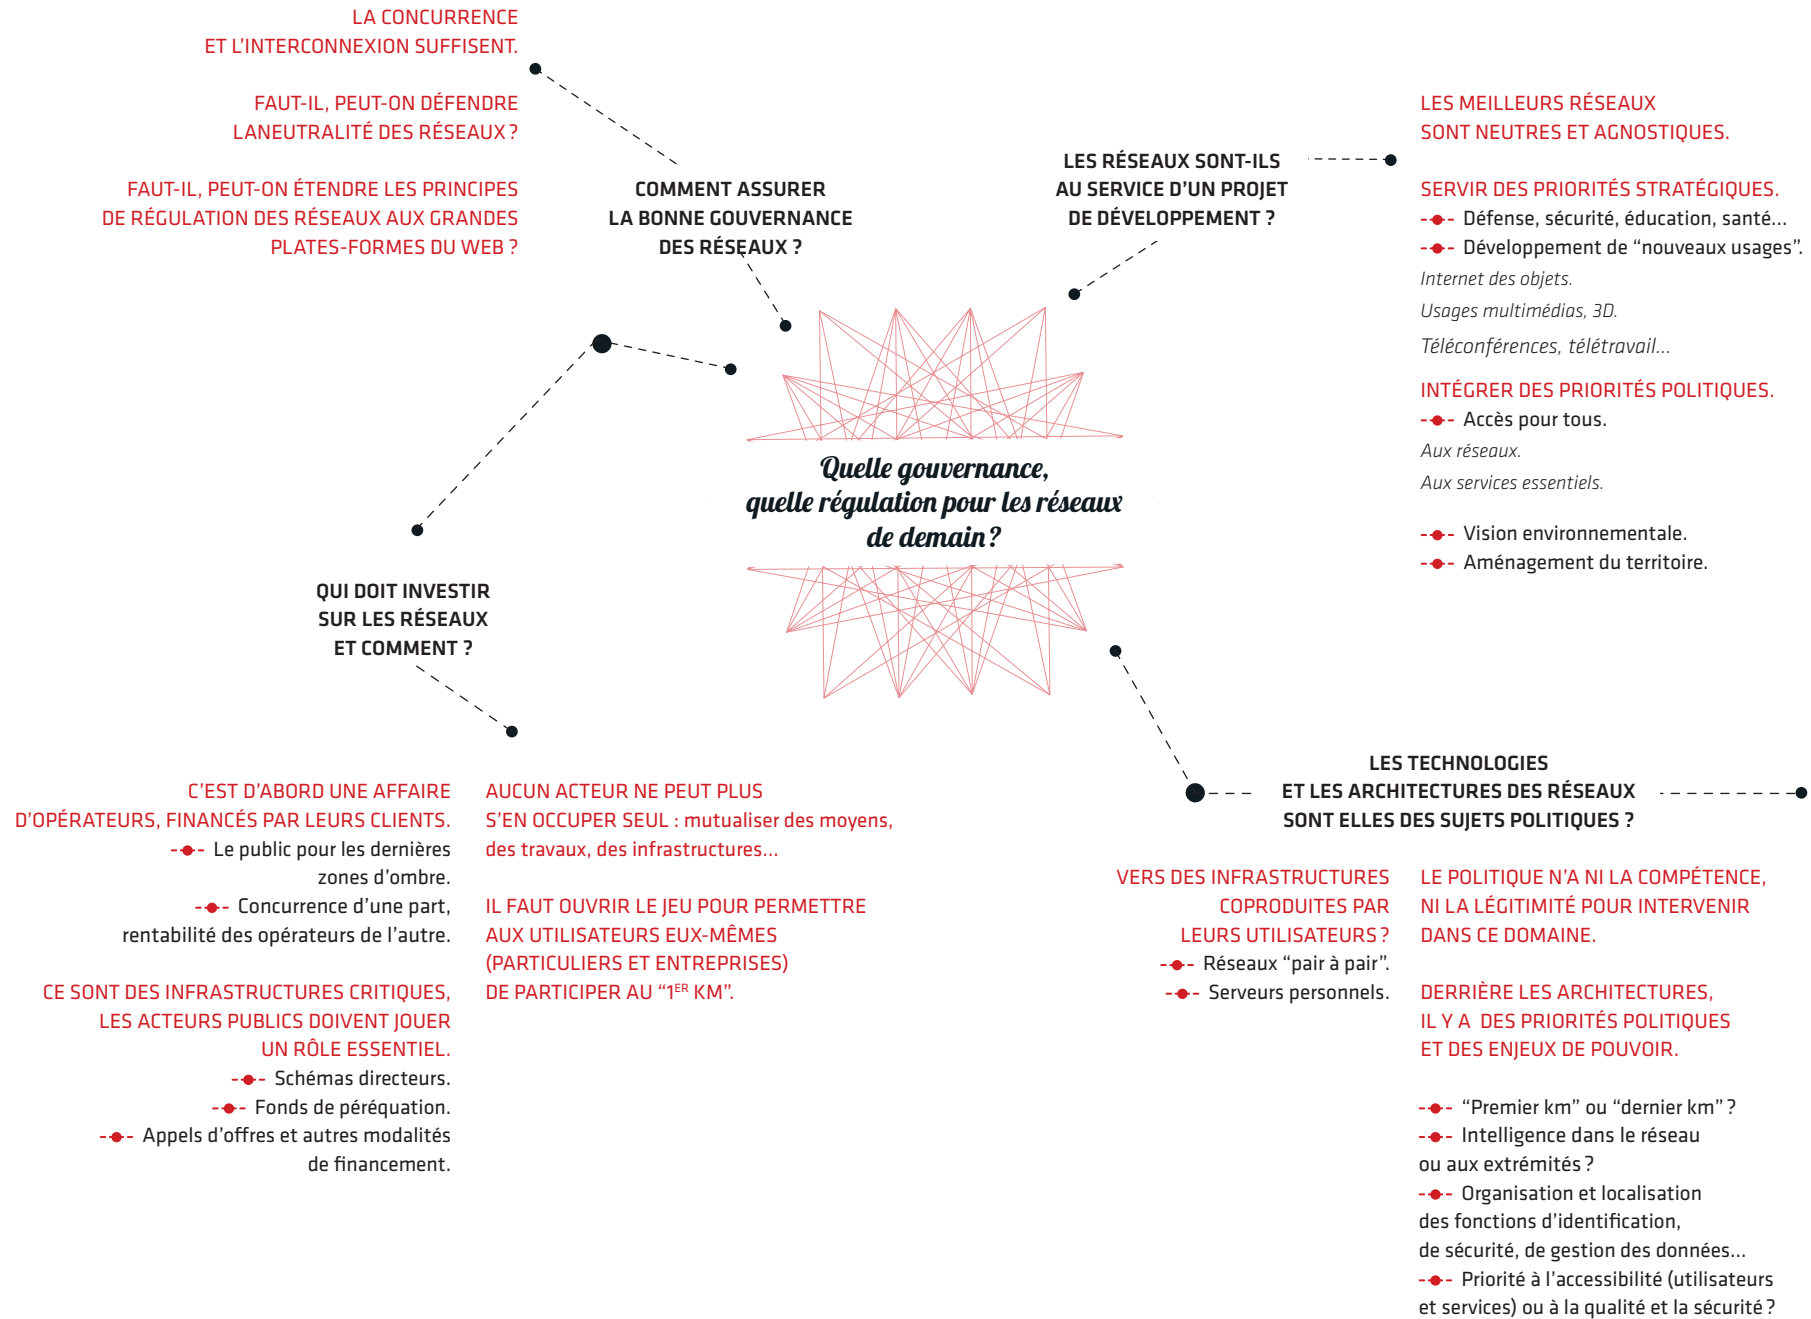 LA CONCURRENCE
ET L'INTERCONNEXION SUFFISENT.
FAUT-IL, PEUT-ON DÉFENDRE
LANEUTRALITÉ DES RÉSEAUX ?
FAUT-IL, PEUT-ON ÉTENDRE LES PRINCIPES
DE RÉGULATION DES RÉSEAUX AUX GRANDES
PLATES-FORMES DU WEB ?
COMMENT ASSURER
LA BONNE GOUVERNANCE
DES RÉSEAUX ?
LES RÉSEAUX SONT-ILS
AU SERVICE D'UN PROJET
DE DÉVELOPPEMENT ?
LES MEILLEURS RÉSEAUX
SONT NEUTRES ET AGNOSTIQUES.
SERVIR DES PRIORITÉS STRATÉGIQUES.
Défense, sécurité, éducation, santé...
Développement de “nouveaux usages”.
Internet des objets.
Usages multimédias, 3D.
Téléconférences, télétravail...
INTÉGRER DES PRIORITÉS POLITIQUES.
Accès pour tous.
Aux réseaux.
Aux services essentiels.
Vision environnementale.
Aménagement du territoire.
Quelle gouvernance,
quelle régulation pour les réseaux
de demain ?
QUI DOIT INVESTIR
SUR LES RÉSEAUX
ET COMMENT ?
C'EST D'ABORD UNE AFFAIRE
D'OPÉRATEURS, FINANCÉS PAR LEURS CLIENTS.
Le public pour les dernières
zones d'ombre.
Concurrence d'une part,
rentabilité des opérateurs de l'autre.
CE SONT DES INFRASTRUCTURES CRITIQUES,
LES ACTEURS PUBLICS DOIVENT JOUER
UN RÔLE ESSENTIEL.
Schémas directeurs.
Fonds de péréquation.
Appels d'offres et autres modalités
de financement.
AUCUN ACTEUR NE PEUT PLUS
S'EN OCCUPER SEUL : mutualiser des moyens,
des travaux, des infrastructures...
IL FAUT OUVRIR LE JEU POUR PERMETTRE
AUX UTILISATEURS EUX-MÊMES
(PARTICULIERS ET ENTREPRISES)
DE PARTICIPER AU “1ER KM”.
LES TECHNOLOGIES
ET LES ARCHITECTURES DES RÉSEAUX
SONT ELLES DES SUJETS POLITIQUES ?
VERS DES INFRASTRUCTURES
COPRODUITES PAR
LEURS UTILISATEURS ?
Réseaux “pair à pair”.
Serveurs personnels.
LE POLITIQUE N'A NI LA COMPÉTENCE,
NI LA LÉGITIMITÉ POUR INTERVENIR
DANS CE DOMAINE.
DERRIÈRE LES ARCHITECTURES,
IL Y A DES PRIORITÉS POLITIQUES
ET DES ENJEUX DE POUVOIR.
“Premier km” ou “dernier km” ?
Intelligence dans le réseau
ou aux extrémités ?
Organisation et localisation
des fonctions d'identification,
de sécurité, de gestion des données...
Priorité à l'accessibilité (utilisateurs
et services) ou à la qualité et la sécurité ?